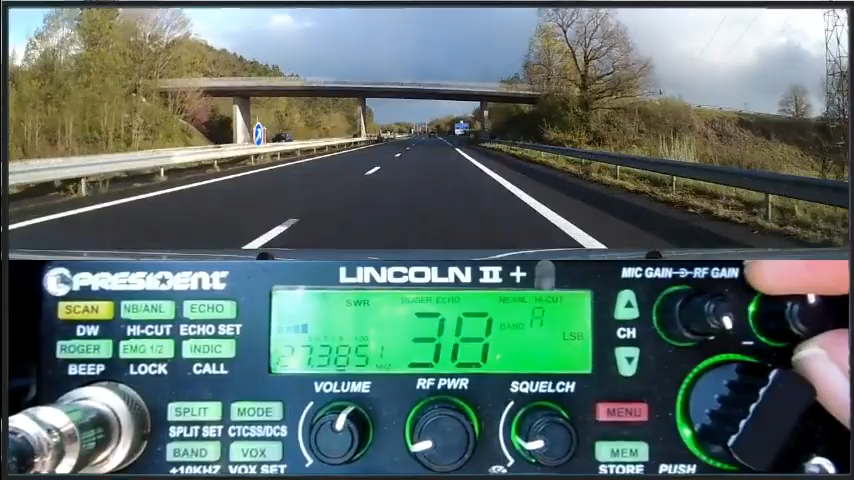 PRESIDENT
LINCOLN II +
MIC GAIN RF GAIN
SCAN NB/ANL ECHO
DW HI-CUT ECHO SET
ROGER EMG 1/2 INDIC
BEEP LOCK CALL
SWR ROGER ECHO NB/ANL HI-CUT
38 BAND A
LSB
27.3851 MHz
CH
VOLUME RF PWR SQUELCH
SPLIT MODE
SPLIT SET CTCSS/DCS
BAND VOX
+10KHZ VOX SET
MENU
MEM
STORE
PUSH